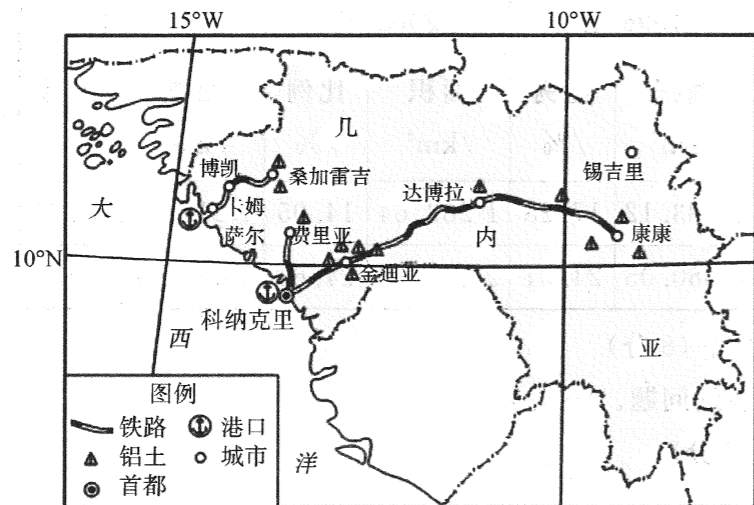 15°W
10°W
几
博凯
桑加雷吉
锡吉里
大
卡姆
萨尔
达博拉
费里亚
内
康康
10°N
金迪亚
科纳克里
西
亚
图例
铁路
港口
铝土
城市
首都
洋